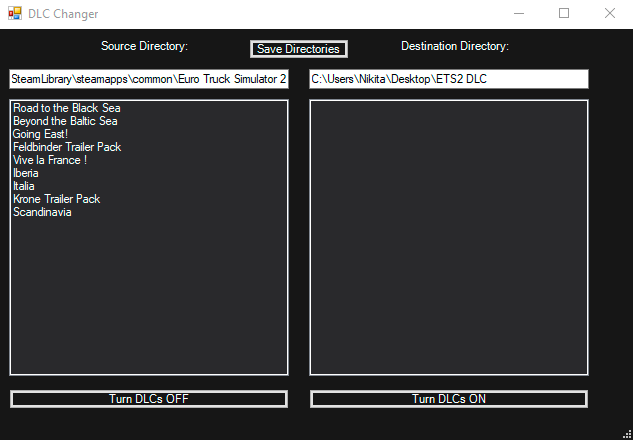 DLC Changer
Source Directory:
Save Directories
Destination Directory:
SteamLibrary\steamapps\common\Euro Truck Simulator 2
C:\Users\Nikita\Desktop\ETS2 DLC
Road to the Black Sea
Beyond the Baltic Sea
Going East!
Feldbinder Trailer Pack
Vive la France !
Iberia
Italia
Krone Trailer Pack
Scandinavia
Turn DLCs OFF
Turn DLCs ON